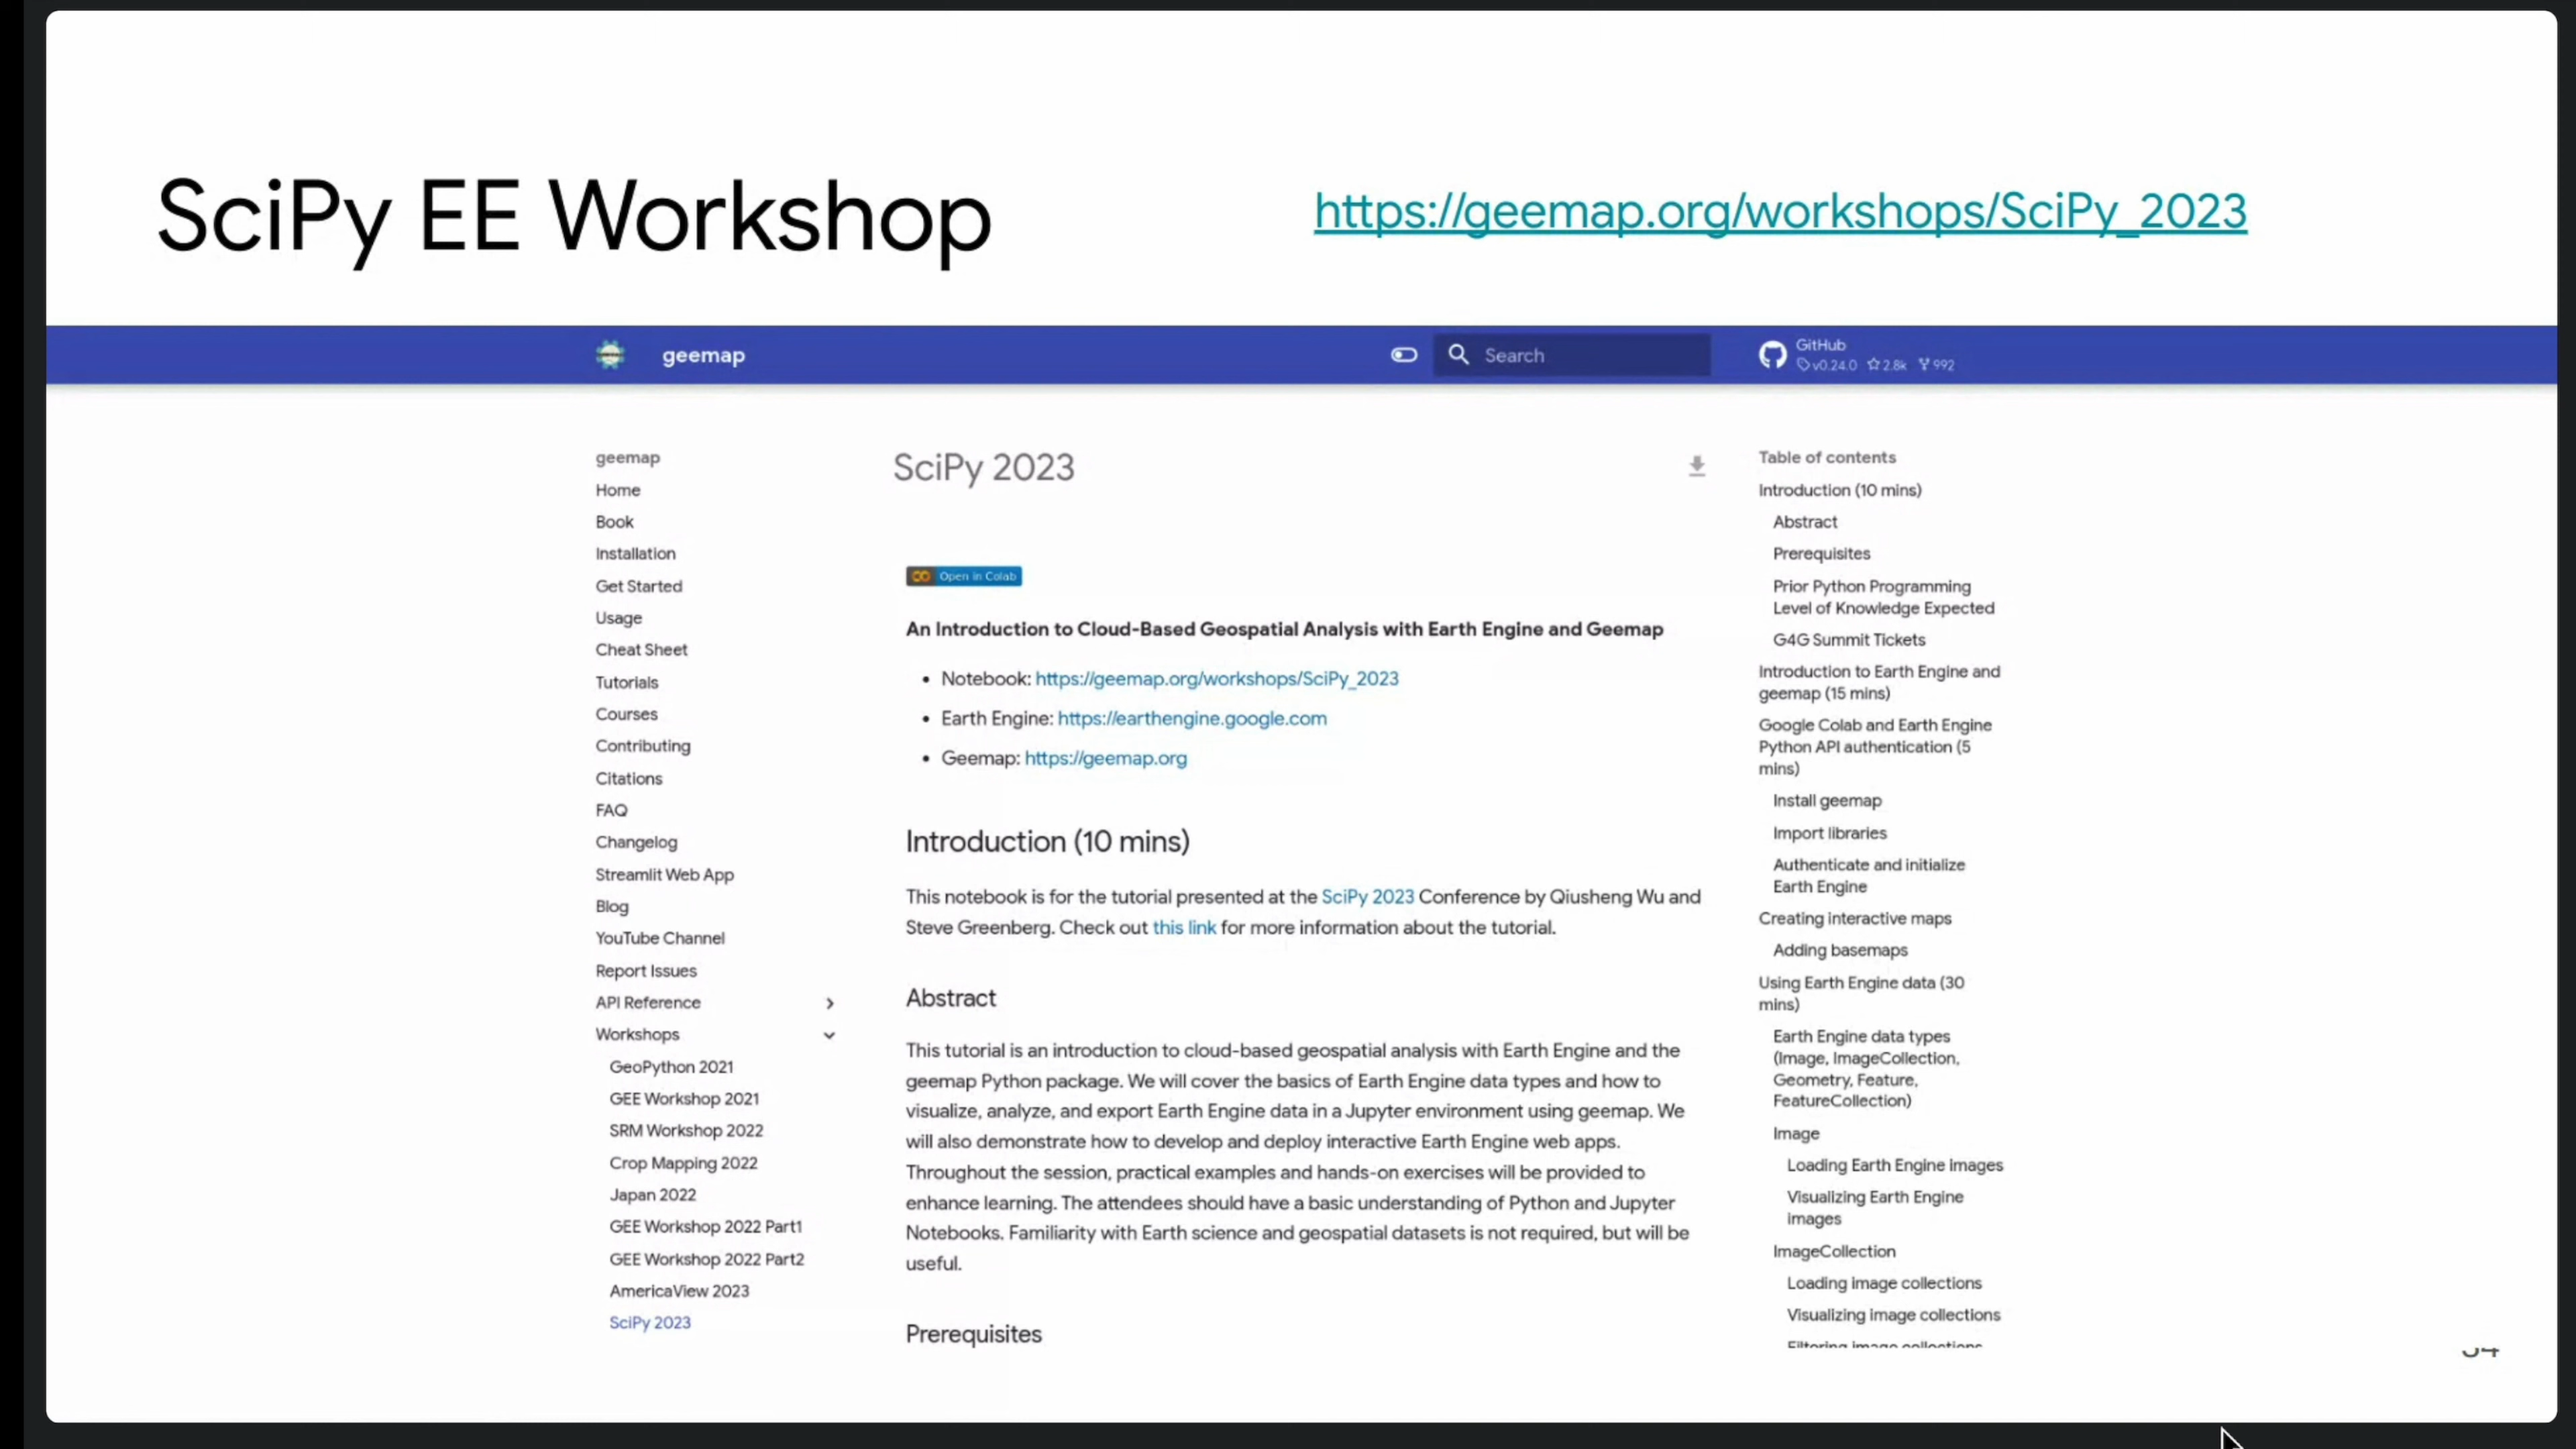 SciPy EE Workshop
https://geemap.org/workshops/SciPy_2023
geemap
Search
GitHub
v0.24.0 2.8k 992
geemap
Home
Book
Installation
Get Started
Usage
Cheat Sheet
Tutorials
Courses
Contributing
Citations
FAQ
Changelog
Streamlit Web App
Blog
YouTube Channel
Report Issues
API Reference
Workshops
GeoPython 2021
GEE Workshop 2021
SRM Workshop 2022
Crop Mapping 2022
Japan 2022
GEE Workshop 2022 Part1
GEE Workshop 2022 Part2
AmericaView 2023
SciPy 2023
SciPy 2023
Open in Colab
An Introduction to Cloud-Based Geospatial Analysis with Earth Engine and Geemap
• Notebook: https://geemap.org/workshops/SciPy_2023
• Earth Engine: https://earthengine.google.com
• Geemap: https://geemap.org
Introduction (10 mins)
This notebook is for the tutorial presented at the SciPy 2023 Conference by Qiusheng Wu and
Steve Greenberg. Check out this link for more information about the tutorial.
Abstract
This tutorial is an introduction to cloud-based geospatial analysis with Earth Engine and the
geemap Python package. We will cover the basics of Earth Engine data types and how to
visualize, analyze, and export Earth Engine data in a Jupyter environment using geemap. We
will also demonstrate how to develop and deploy interactive Earth Engine web apps.
Throughout the session, practical examples and hands-on exercises will be provided to
enhance learning. The attendees should have a basic understanding of Python and Jupyter
Notebooks. Familiarity with Earth science and geospatial datasets is not required, but will be
useful.
Prerequisites
Table of contents
Introduction (10 mins)
Abstract
Prerequisites
Prior Python Programming
Level of Knowledge Expected
G4G Summit Tickets
Introduction to Earth Engine and
geemap (15 mins)
Google Colab and Earth Engine
Python API authentication (5
mins)
Install geemap
Import libraries
Authenticate and initialize
Earth Engine
Creating interactive maps
Adding basemaps
Using Earth Engine data (30
mins)
Earth Engine data types
(Image, ImageCollection,
Geometry, Feature,
FeatureCollection)
Image
Loading Earth Engine images
Visualizing Earth Engine
images
ImageCollection
Loading image collections
Visualizing image collections
Filtering image collections